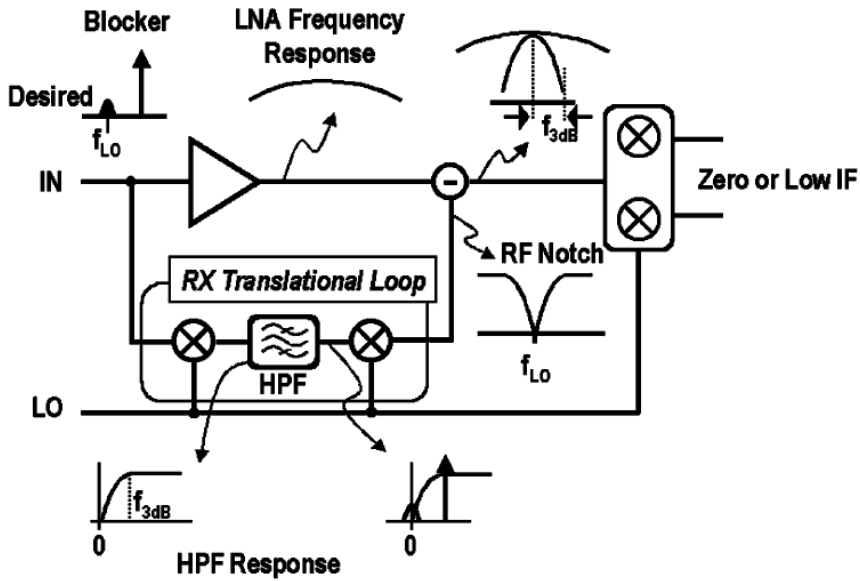 Blocker
LNA Frequency
Response
Desired
fLO
f3dB
IN
-
Zero or Low IF
RF Notch
RX Translational Loop
HPF
fLO
LO
f3dB
0
0
HPF Response